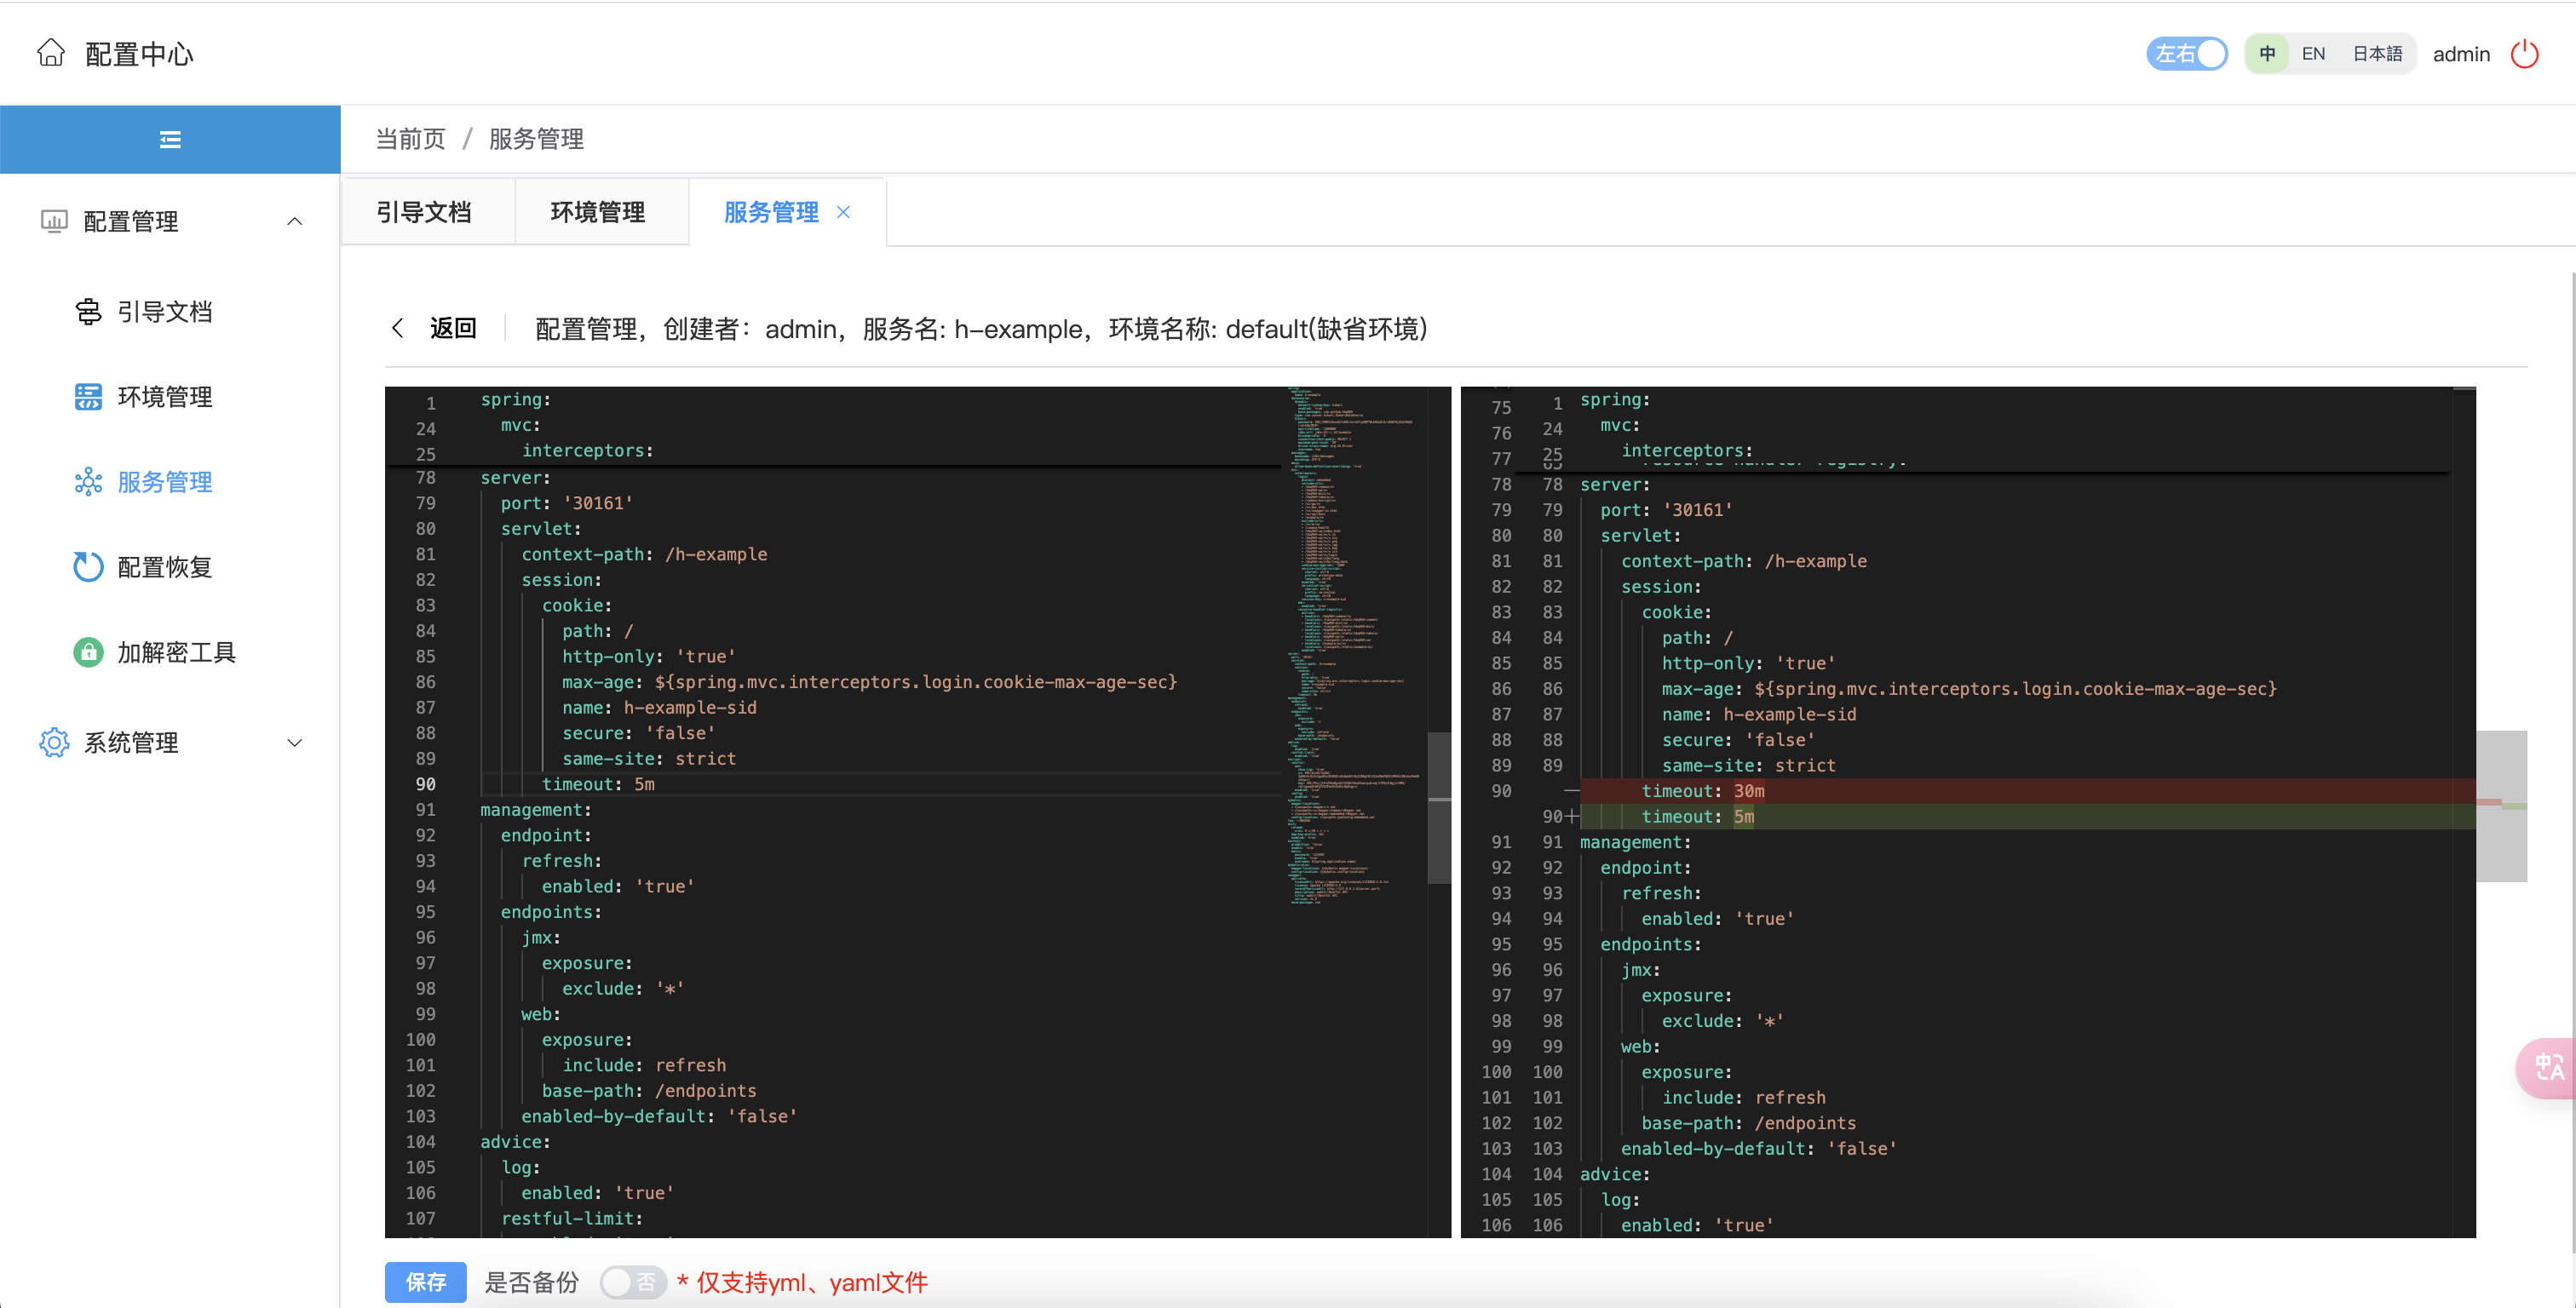 配置中心
左右
中 EN 日本語
admin
当前页 / 服务管理
配置管理
引导文档
环境管理
服务管理
配置恢复
加解密工具
系统管理
引导文档 环境管理 服务管理
返回 配置管理，创建者：admin，服务名: h-example，环境名称: default(缺省环境)
1 spring:
24 mvc:
25 interceptors:
78 server:
79 port: '30161'
80 servlet:
81 context-path: /h-example
82 session:
83 cookie:
84 path: /
85 http-only: 'true'
86 max-age: ${spring.mvc.interceptors.login.cookie-max-age-sec}
87 name: h-example-sid
88 secure: 'false'
89 same-site: strict
90 timeout: 5m
91 management:
92 endpoint:
93 refresh:
94 enabled: 'true'
95 endpoints:
96 jmx:
97 exposure:
98 exclude: '*'
99 web:
100 exposure:
101 include: refresh
102 base-path: /endpoints
103 enabled-by-default: 'false'
104 advice:
105 log:
106 enabled: 'true'
107 restful-limit:
75 1 spring:
76 24 mvc:
77 25 interceptors:
78 78 server:
79 79 port: '30161'
80 80 servlet:
81 81 context-path: /h-example
82 82 session:
83 83 cookie:
84 84 path: /
85 85 http-only: 'true'
86 86 max-age: ${spring.mvc.interceptors.login.cookie-max-age-sec}
87 87 name: h-example-sid
88 88 secure: 'false'
89 89 same-site: strict
90 — timeout: 30m
90+ timeout: 5m
91 91 management:
92 92 endpoint:
93 93 refresh:
94 94 enabled: 'true'
95 95 endpoints:
96 96 jmx:
97 97 exposure:
98 98 exclude: '*'
99 99 web:
100 100 exposure:
101 101 include: refresh
102 102 base-path: /endpoints
103 103 enabled-by-default: 'false'
104 104 advice:
105 105 log:
106 106 enabled: 'true'
保存 是否备份 否 * 仅支持yml、yaml文件